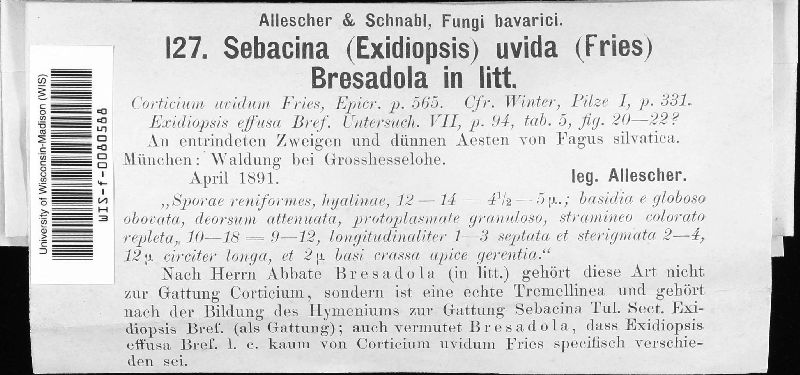 Allescher & Schnabl, Fungi bavarici.
127. Sebacina (Exidiopsis) uvida (Fries)
Bresadola in litt.
Corticium uvidum Fries, Epicr. p. 565. Cfr. Winter, Pilze I, p. 331.
Exidiopsis effusa Bref. Untersuch. VII, p. 94, tab. 5, fig. 20—22?
An entrindeten Zweigen und dünnen Aesten von Fagus silvatica.
München: Waldung bei Grosshesselohe.
April 1891. leg. Allescher.
„Sporae reniformes, hyalinae, 12 — 14 = 4½ — 5 µ.; basidia e globoso
obovata, deorsum attenuata, protoplasmate granuloso, stramineo colorato
repleta„ 10—18 = 9—12, longitudinaliter 1—3 septata et sterigmata 2—4,
12 µ circiter longa, et 2 µ basi crassa apice gerentia.“
Nach Herrn Abbate Bresadola (in litt.) gehört diese Art nicht
zur Gattung Corticium, sondern ist eine echte Tremellinea und gehört
nach der Bildung des Hymeniums zur Gattung Sebacina Tul. Sect. Exi-
diopsis Bref. (als Gattung); auch vermutet Bresadola, dass Exidiopsis
effusa Bref. l. c. kaum von Corticium uvidum Fries specifisch verschie-
den sei.
University of Wisconsin-Madison (WIS)
WIS-f-0060568